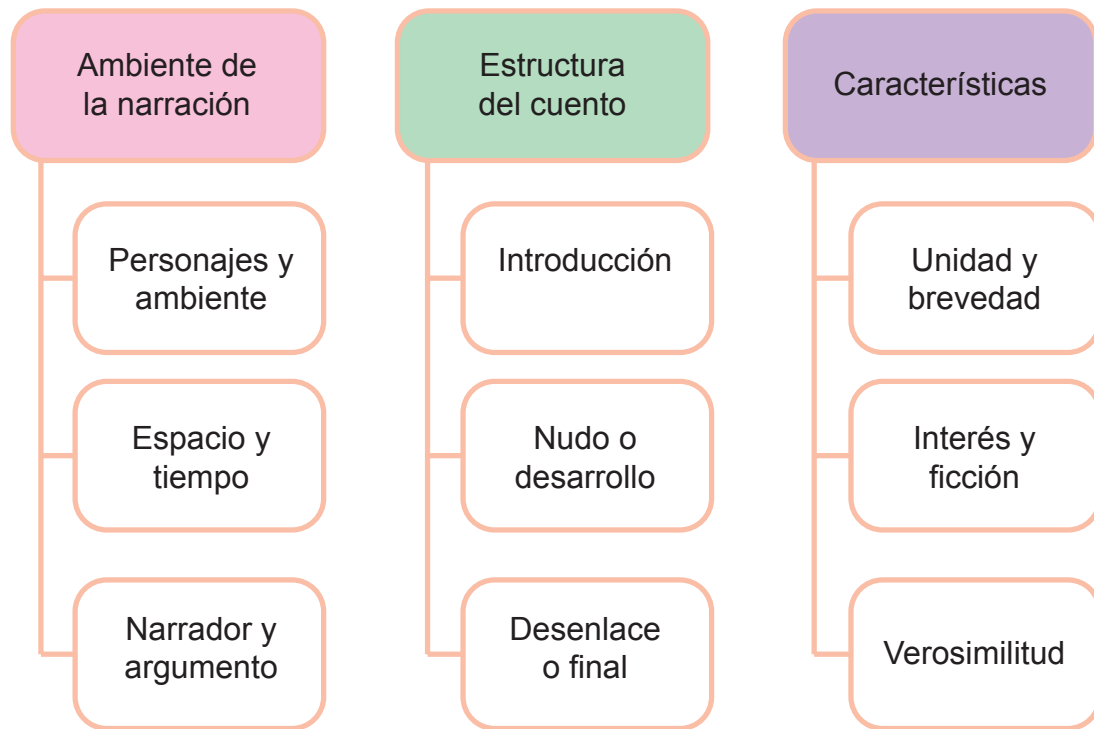 Ambiente de
la narración
Personajes y
ambiente
Espacio y
tiempo
Narrador y
argumento
Estructura
del cuento
Introducción
Nudo o
desarrollo
Desenlace
o final
Características
Unidad y
brevedad
Interés y
ficción
Verosimilitud